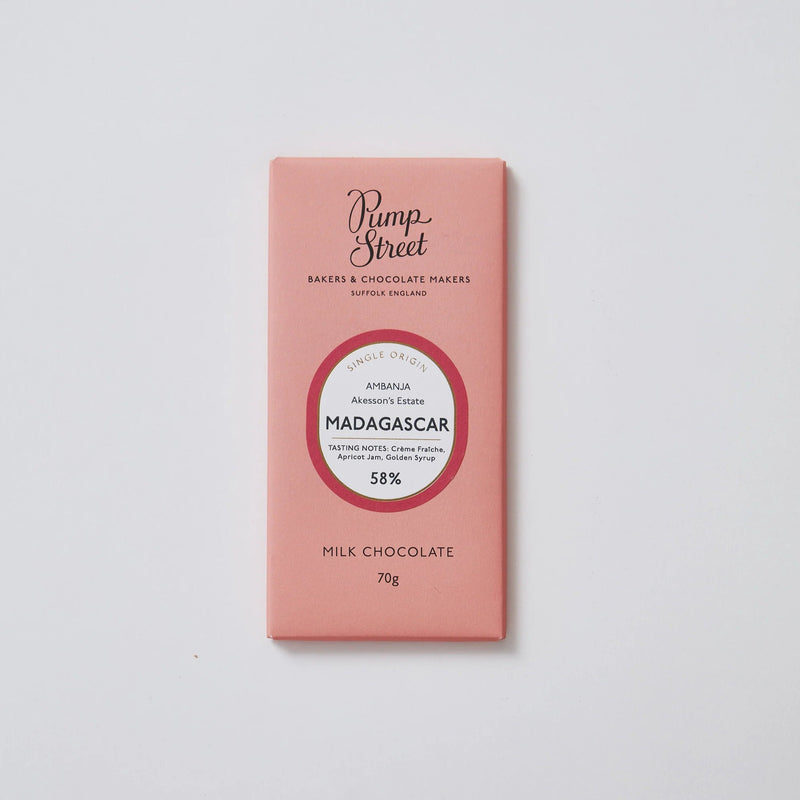 Pump
Street
BAKERS & CHOCOLATE MAKERS
SUFFOLK ENGLAND
SINGLE ORIGIN
AMBANJA
Akesson's Estate
MADAGASCAR
TASTING NOTES: Crème Fraîche,
Apricot Jam, Golden Syrup
58%
MILK CHOCOLATE
70g